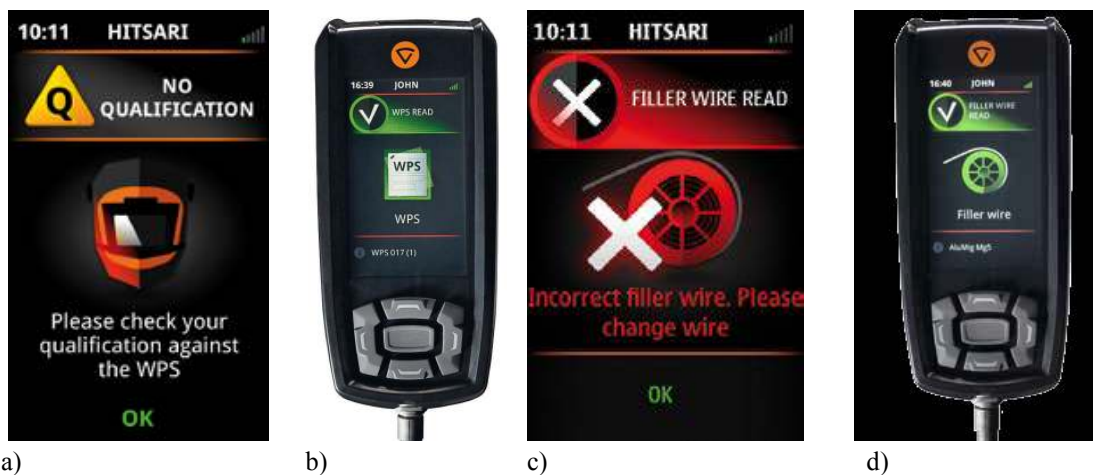 10:11 HITSARI
NO
QUALIFICATION
Q
Please check your
qualification against
the WPS
OK
16:39 JOHN
WPS READ
WPS
WPS
WPS 017 (1)
10:11 HITSARI
FILLER WIRE READ
Incorrect filler wire. Please
change wire
OK
16:40 JOHN
FILLER WIRE
READ
Filler wire
AluMig Mg5
a) b) c) d)